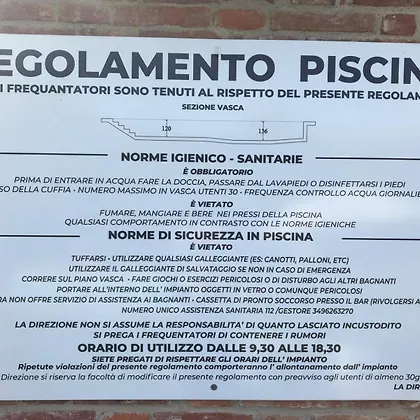 EGOLAMENTO PISCIN
I FREQUANTATORI SONO TENUTI AL RISPETTO DEL PRESENTE REGOLAM
SEZIONE VASCA
120 136
NORME IGIENICO - SANITARIE
È OBBLIGATORIO
PRIMA DI ENTRARE IN ACQUA FARE LA DOCCIA, PASSARE DAL LAVAPIEDI O DISINFETTARSI I PIEDI
SO DELLA CUFFIA • NUMERO MASSIMO IN VASCA UTENTI 30 • FREQUENZA CONTROLLO ACQUA GIORNALIE
È VIETATO
FUMARE, MANGIARE E BERE NEI PRESSI DELLA PISCINA
QUALSIASI COMPORTAMENTO IN CONTRASTO CON LE NORME IGIENICHE
NORME DI SICUREZZA IN PISCINA
È VIETATO
TUFFARSI • UTILIZZARE QUALSIASI GALLEGGIANTE (ES: CANOTTI, PALLONI, ETC)
UTILIZZARE IL GALLEGGIANTE DI SALVATAGGIO SE NON IN CASO DI EMERGENZA
CORRERE SUL PIANO VASCA • FARE GIOCHI O ESERCIZI PERICOLOSI O DI DISTURBO AGLI ALTRI BAGNANTI
PORTARE ALL'INTERNO DELL' IMPIANTO OGGETTI IN VETRO O COMUNQUE PERICOLOSI
RA NON OFFRE SERVIZIO DI ASSISTENZA AI BAGNANTI • CASSETTA DI PRONTO SOCCORSO PRESSO IL BAR (RIVOLGERSI A
NUMERO UNICO ASSISTENZA SANITARIA 112 /GESTORE 3496263270
LA DIREZIONE NON SI ASSUME LA RESPONSABILITA' DI QUANTO LASCIATO INCUSTODITO
SI PREGA I FREQUENTATORI DI CONTENERE I RUMORI
ORARIO DI UTILIZZO DALLE 9,30 ALLE 18,30
SIETE PREGATI DI RISPETTARE GLI ORARI DELL' IMPIANTO
Ripetute violazioni del presente regolamento comporteranno l' allontanamento dall' impianto
Direzione si riserva la facoltà di modificare il presente regolamento con preavviso agli utenti di almeno 30g
LA DIR